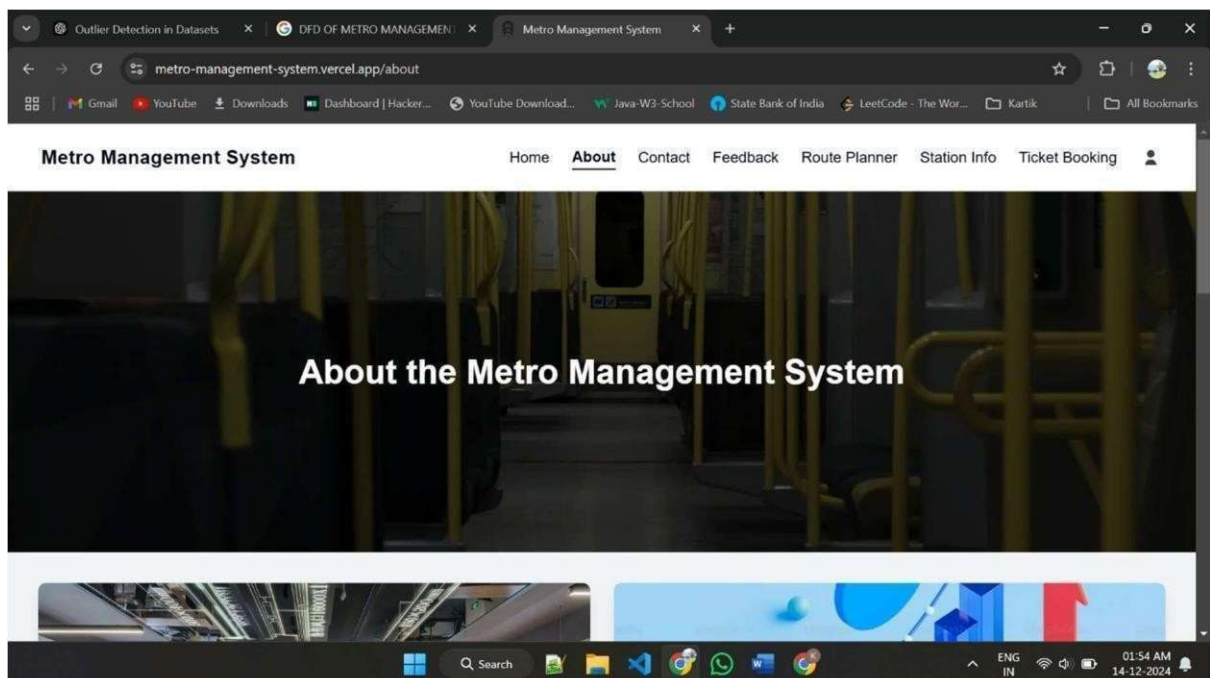 Outlier Detection in Datasets
DFD OF METRO MANAGEMENT
Metro Management System
metro-management-system.vercel.app/about
Gmail YouTube Downloads Dashboard | Hacker... YouTube Download... Java-W3-School State Bank of India LeetCode - The Wor... Kartik All Bookmarks
Metro Management System
Home About Contact Feedback Route Planner Station Info Ticket Booking
About the Metro Management System
Search
ENG
IN
01:54 AM
14-12-2024